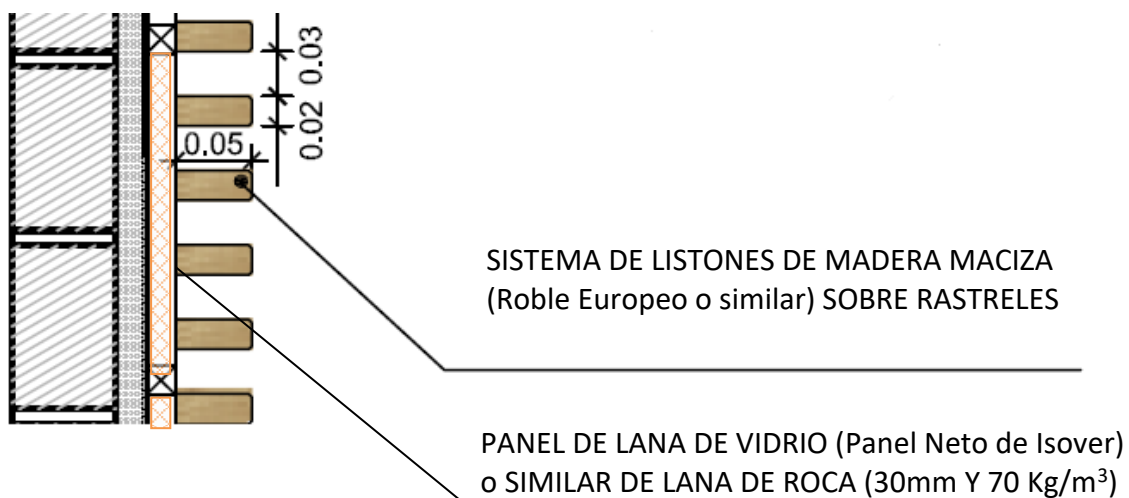 0.03
0.02
0.05
SISTEMA DE LISTONES DE MADERA MACIZA
(Roble Europeo o similar) SOBRE RASTRELES
PANEL DE LANA DE VIDRIO (Panel Neto de Isover)
o SIMILAR DE LANA DE ROCA (30mm Y 70 Kg/m³)